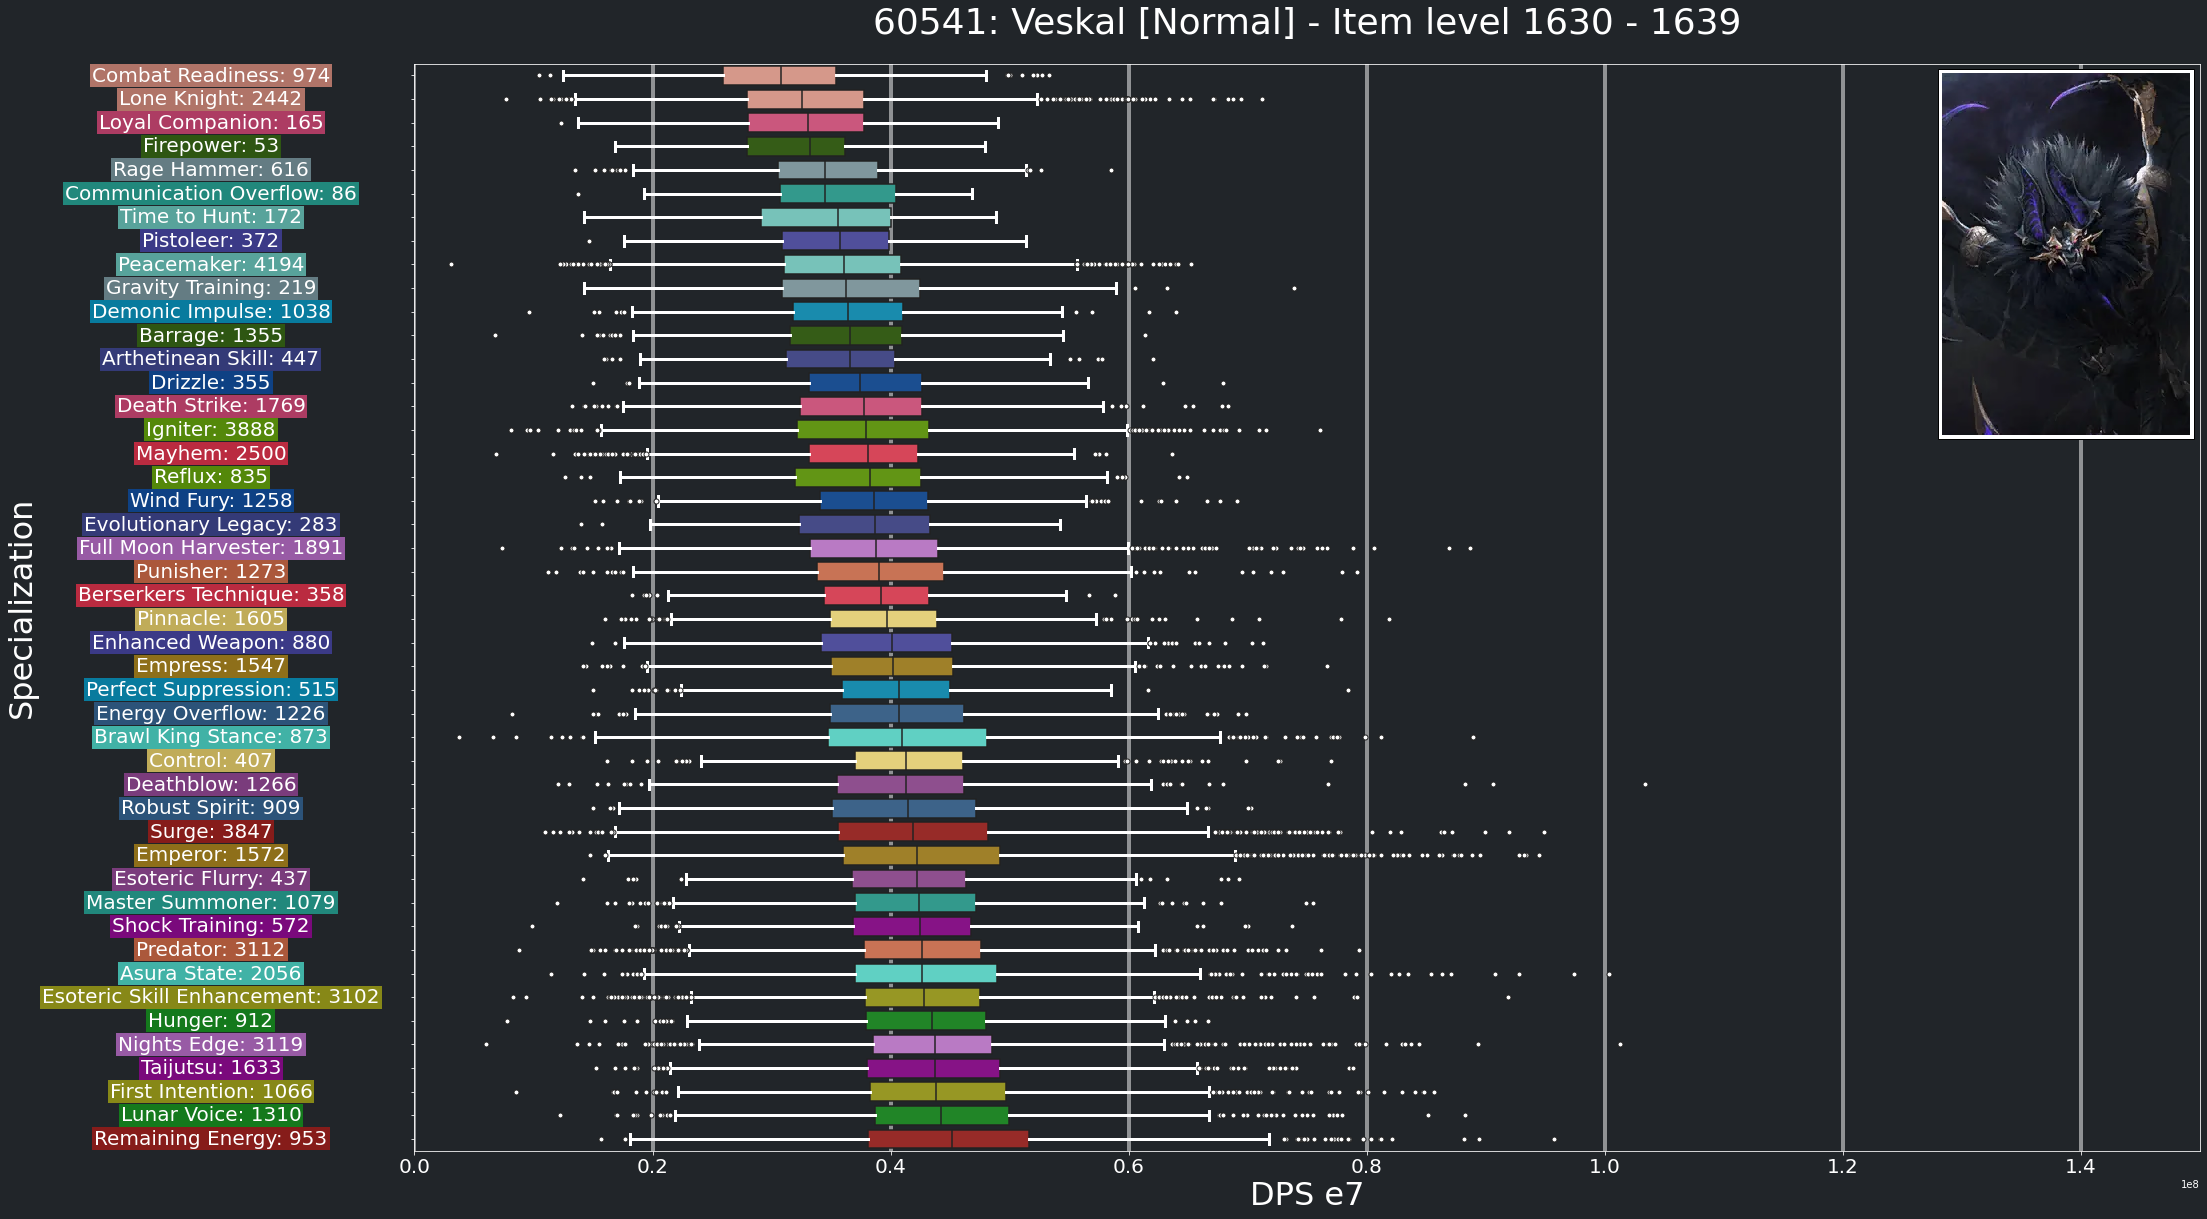 60541: Veskal [Normal] - Item level 1630 - 1639
Combat Readiness: 974
Lone Knight: 2442
Loyal Companion: 165
Firepower: 53
Rage Hammer: 616
Communication Overflow: 86
Time to Hunt: 172
Pistoleer: 372
Peacemaker: 4194
Gravity Training: 219
Demonic Impulse: 1038
Barrage: 1355
Arthetinean Skill: 447
Drizzle: 355
Death Strike: 1769
Igniter: 3888
Mayhem: 2500
Reflux: 835
Wind Fury: 1258
Evolutionary Legacy: 283
Full Moon Harvester: 1891
Punisher: 1273
Berserkers Technique: 358
Pinnacle: 1605
Enhanced Weapon: 880
Empress: 1547
Perfect Suppression: 515
Energy Overflow: 1226
Brawl King Stance: 873
Control: 407
Deathblow: 1266
Robust Spirit: 909
Surge: 3847
Emperor: 1572
Esoteric Flurry: 437
Master Summoner: 1079
Shock Training: 572
Predator: 3112
Asura State: 2056
Esoteric Skill Enhancement: 3102
Hunger: 912
Nights Edge: 3119
Taijutsu: 1633
First Intention: 1066
Lunar Voice: 1310
Remaining Energy: 953
Specialization
0.0 0.2 0.4 0.6 0.8 1.0 1.2 1.4
DPS e7
1e8